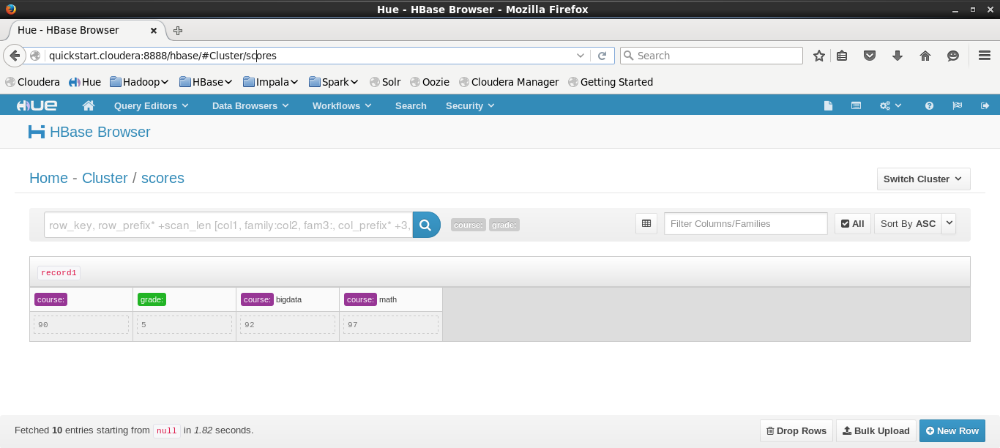 Hue - HBase Browser - Mozilla Firefox
Hue - HBase Browser
quickstart.cloudera:8888/hbase/#Cluster/scores Search
Cloudera Hue Hadoop HBase Impala Spark Solr Oozie Cloudera Manager Getting Started
HUE Query Editors Data Browsers Workflows Search Security
HBase Browser
Home - Cluster / scores Switch Cluster
row_key, row_prefix* +scan_len [col1, family:col2, fam3:, col_prefix* +3, course: grade: Filter Columns/Families All Sort By ASC
record1
course: grade: course: bigdata course: math
90 5 92 97
Fetched 10 entries starting from null in 1.82 seconds. Drop Rows Bulk Upload New Row